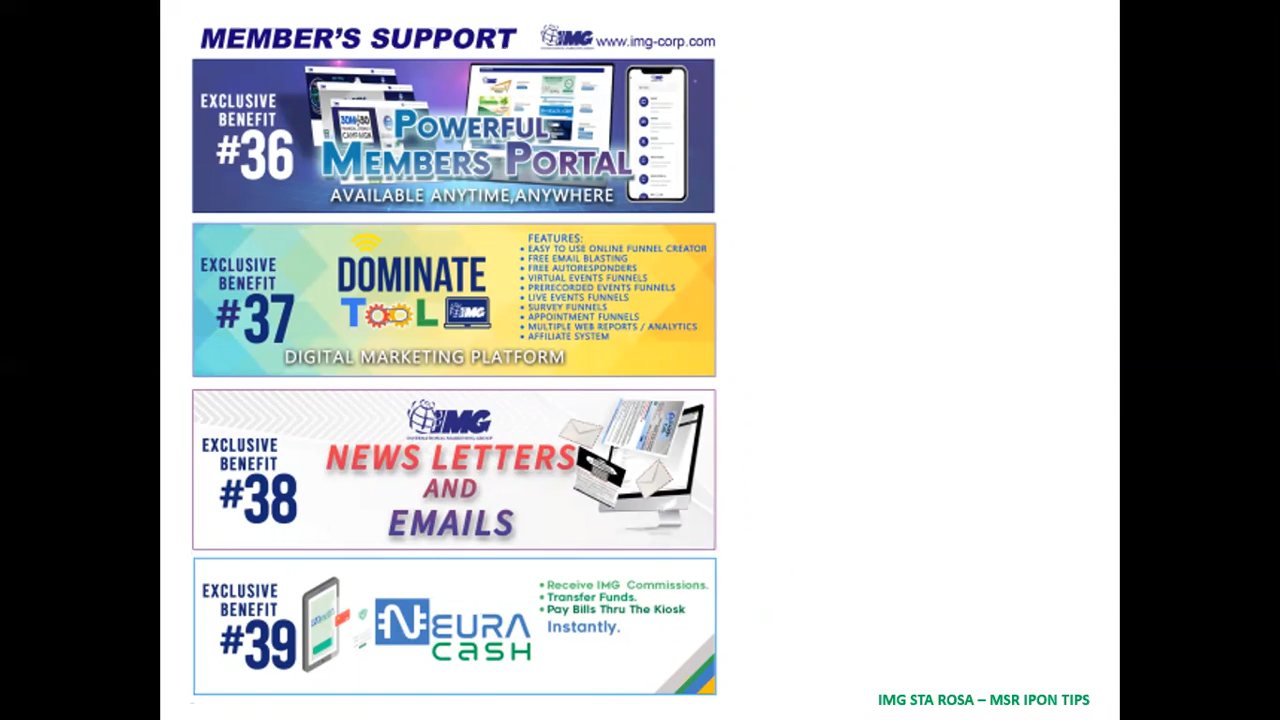 MEMBER'S SUPPORT
IMG www.img-corp.com
EXCLUSIVE
BENEFIT
#36
POWERFUL
MEMBERS PORTAL
AVAILABLE ANYTIME,ANYWHERE
EXCLUSIVE
BENEFIT
#37
DOMINATE
TOOL IMG
DIGITAL MARKETING PLATFORM
FEATURES:
• EASY TO USE ONLINE FUNNEL CREATOR
• FREE EMAIL BLASTING
• FREE AUTORESPONDERS
• VIRTUAL EVENTS FUNNELS
• PRERECORDED EVENTS FUNNELS
• LIVE EVENTS FUNNELS
• SURVEY FUNNELS
• APPOINTMENT FUNNELS
• MULTIPLE WEB REPORTS / ANALYTICS
• AFFILIATE SYSTEM
EXCLUSIVE
BENEFIT
#38
IMG
NEWS LETTERS
AND
EMAILS
EXCLUSIVE
BENEFIT
#39
NEURA
CASH
• Receive IMG Commissions.
• Transfer Funds.
• Pay Bills Thru The Kiosk
Instantly.
IMG STA ROSA – MSR IPON TIPS